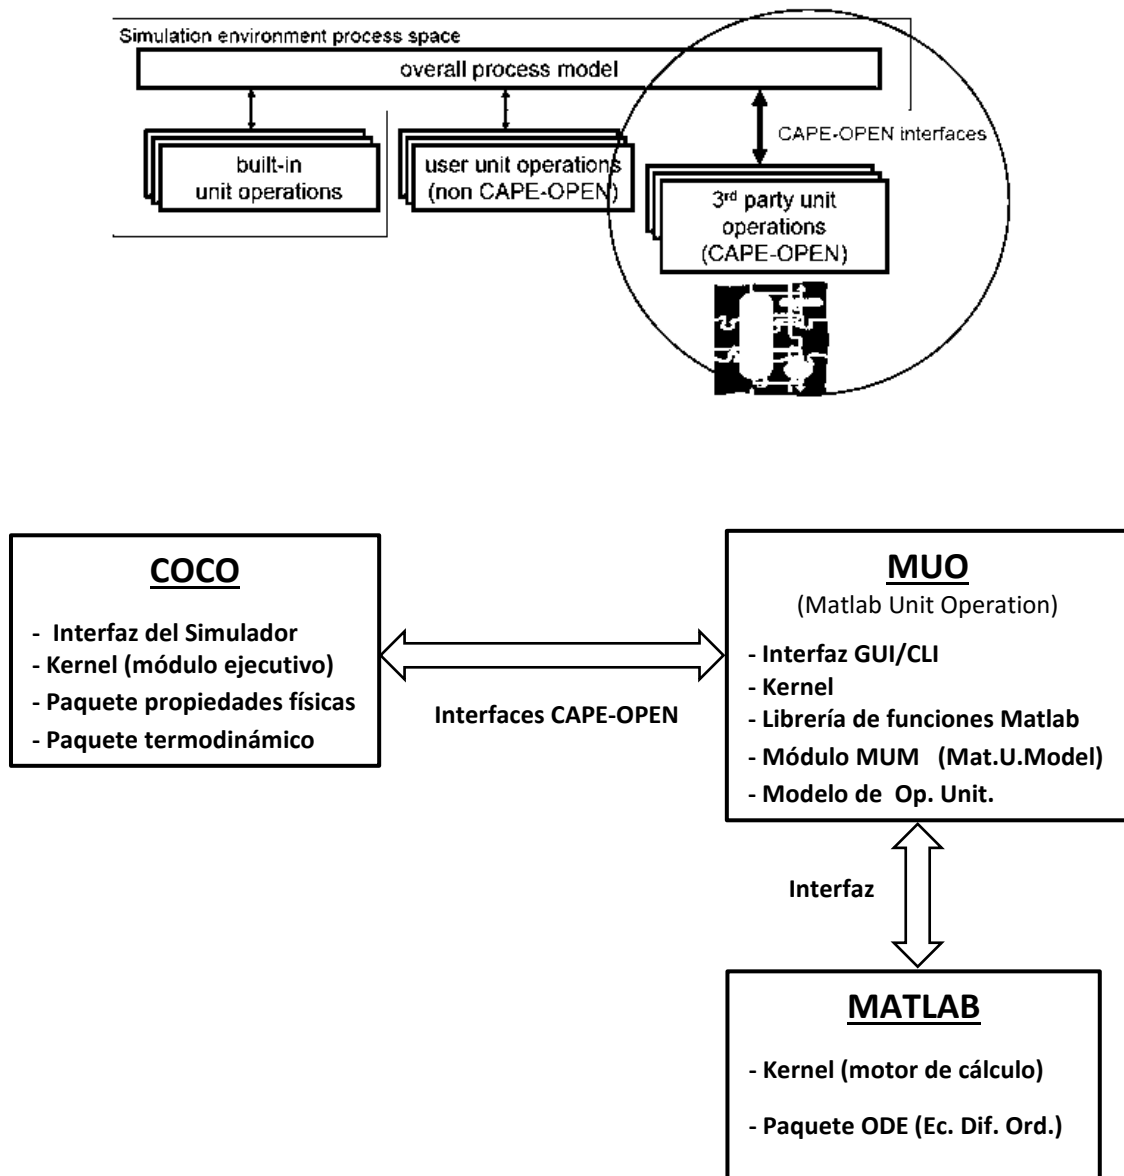 Simulation environment process space
overall process model
CAPE-OPEN interfaces
built-in
unit operations
user unit operations
(non CAPE-OPEN)
3rd party unit
operations
(CAPE-OPEN)
COCO
- Interfaz del Simulador
- Kernel (módulo ejecutivo)
- Paquete propiedades físicas
- Paquete termodinámico
Interfaces CAPE-OPEN
MUO
(Matlab Unit Operation)
- Interfaz GUI/CLI
- Kernel
- Librería de funciones Matlab
- Módulo MUM (Mat.U.Model)
- Modelo de Op. Unit.
Interfaz
MATLAB
- Kernel (motor de cálculo)
- Paquete ODE (Ec. Dif. Ord.)